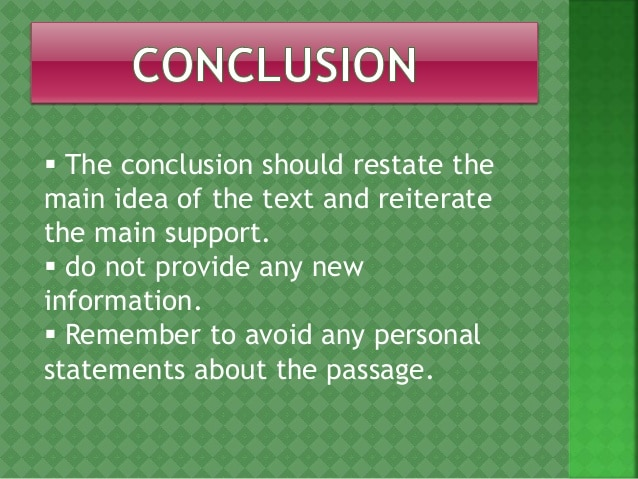 CONCLUSION
▪ The conclusion should restate the
main idea of the text and reiterate
the main support.
▪ do not provide any new
information.
▪ Remember to avoid any personal
statements about the passage.